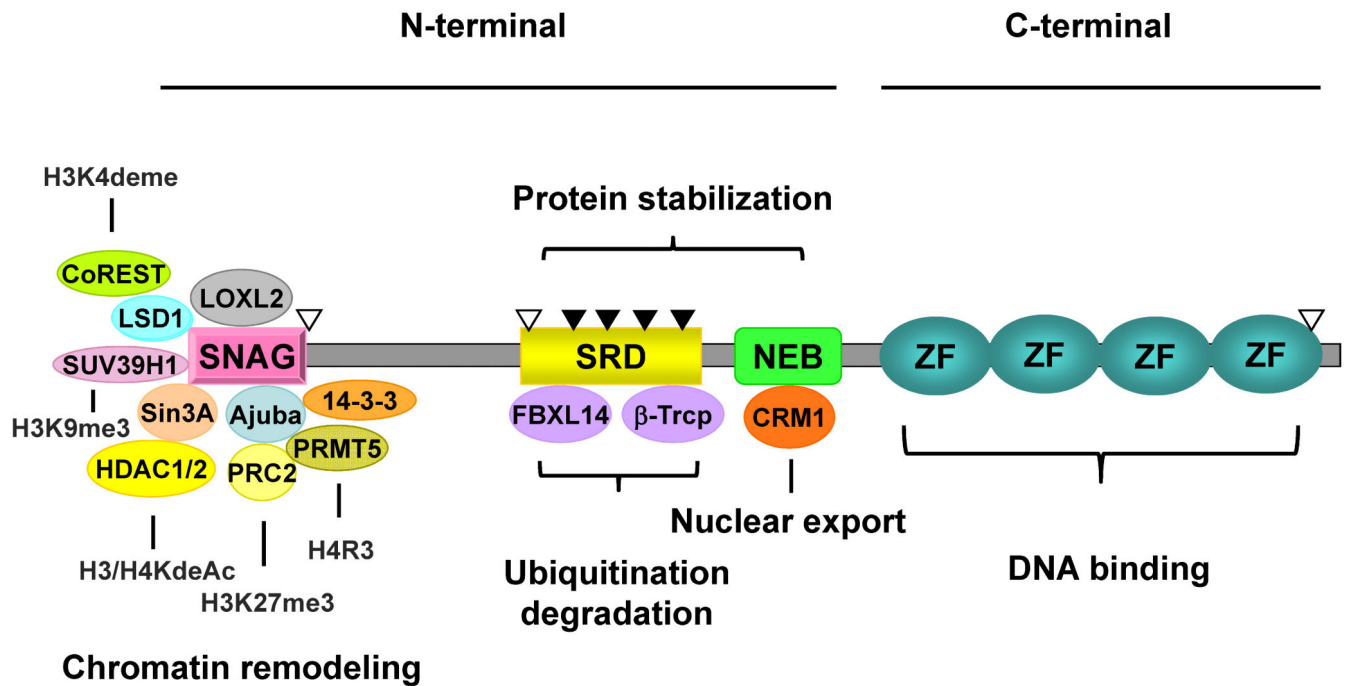 N-terminal
C-terminal
H3K4deme
Protein stabilization
CoREST
LOXL2
LSD1
SNAG
SRD
NEB
ZF
ZF
ZF
ZF
SUV39H1
H3K9me3
Sin3A
Ajuba
14-3-3
FBXL14
β-Trcp
CRM1
HDAC1/2
PRC2
PRMT5
Nuclear export
H4R3
H3/H4KdeAc
H3K27me3
Ubiquitination
degradation
DNA binding
Chromatin remodeling